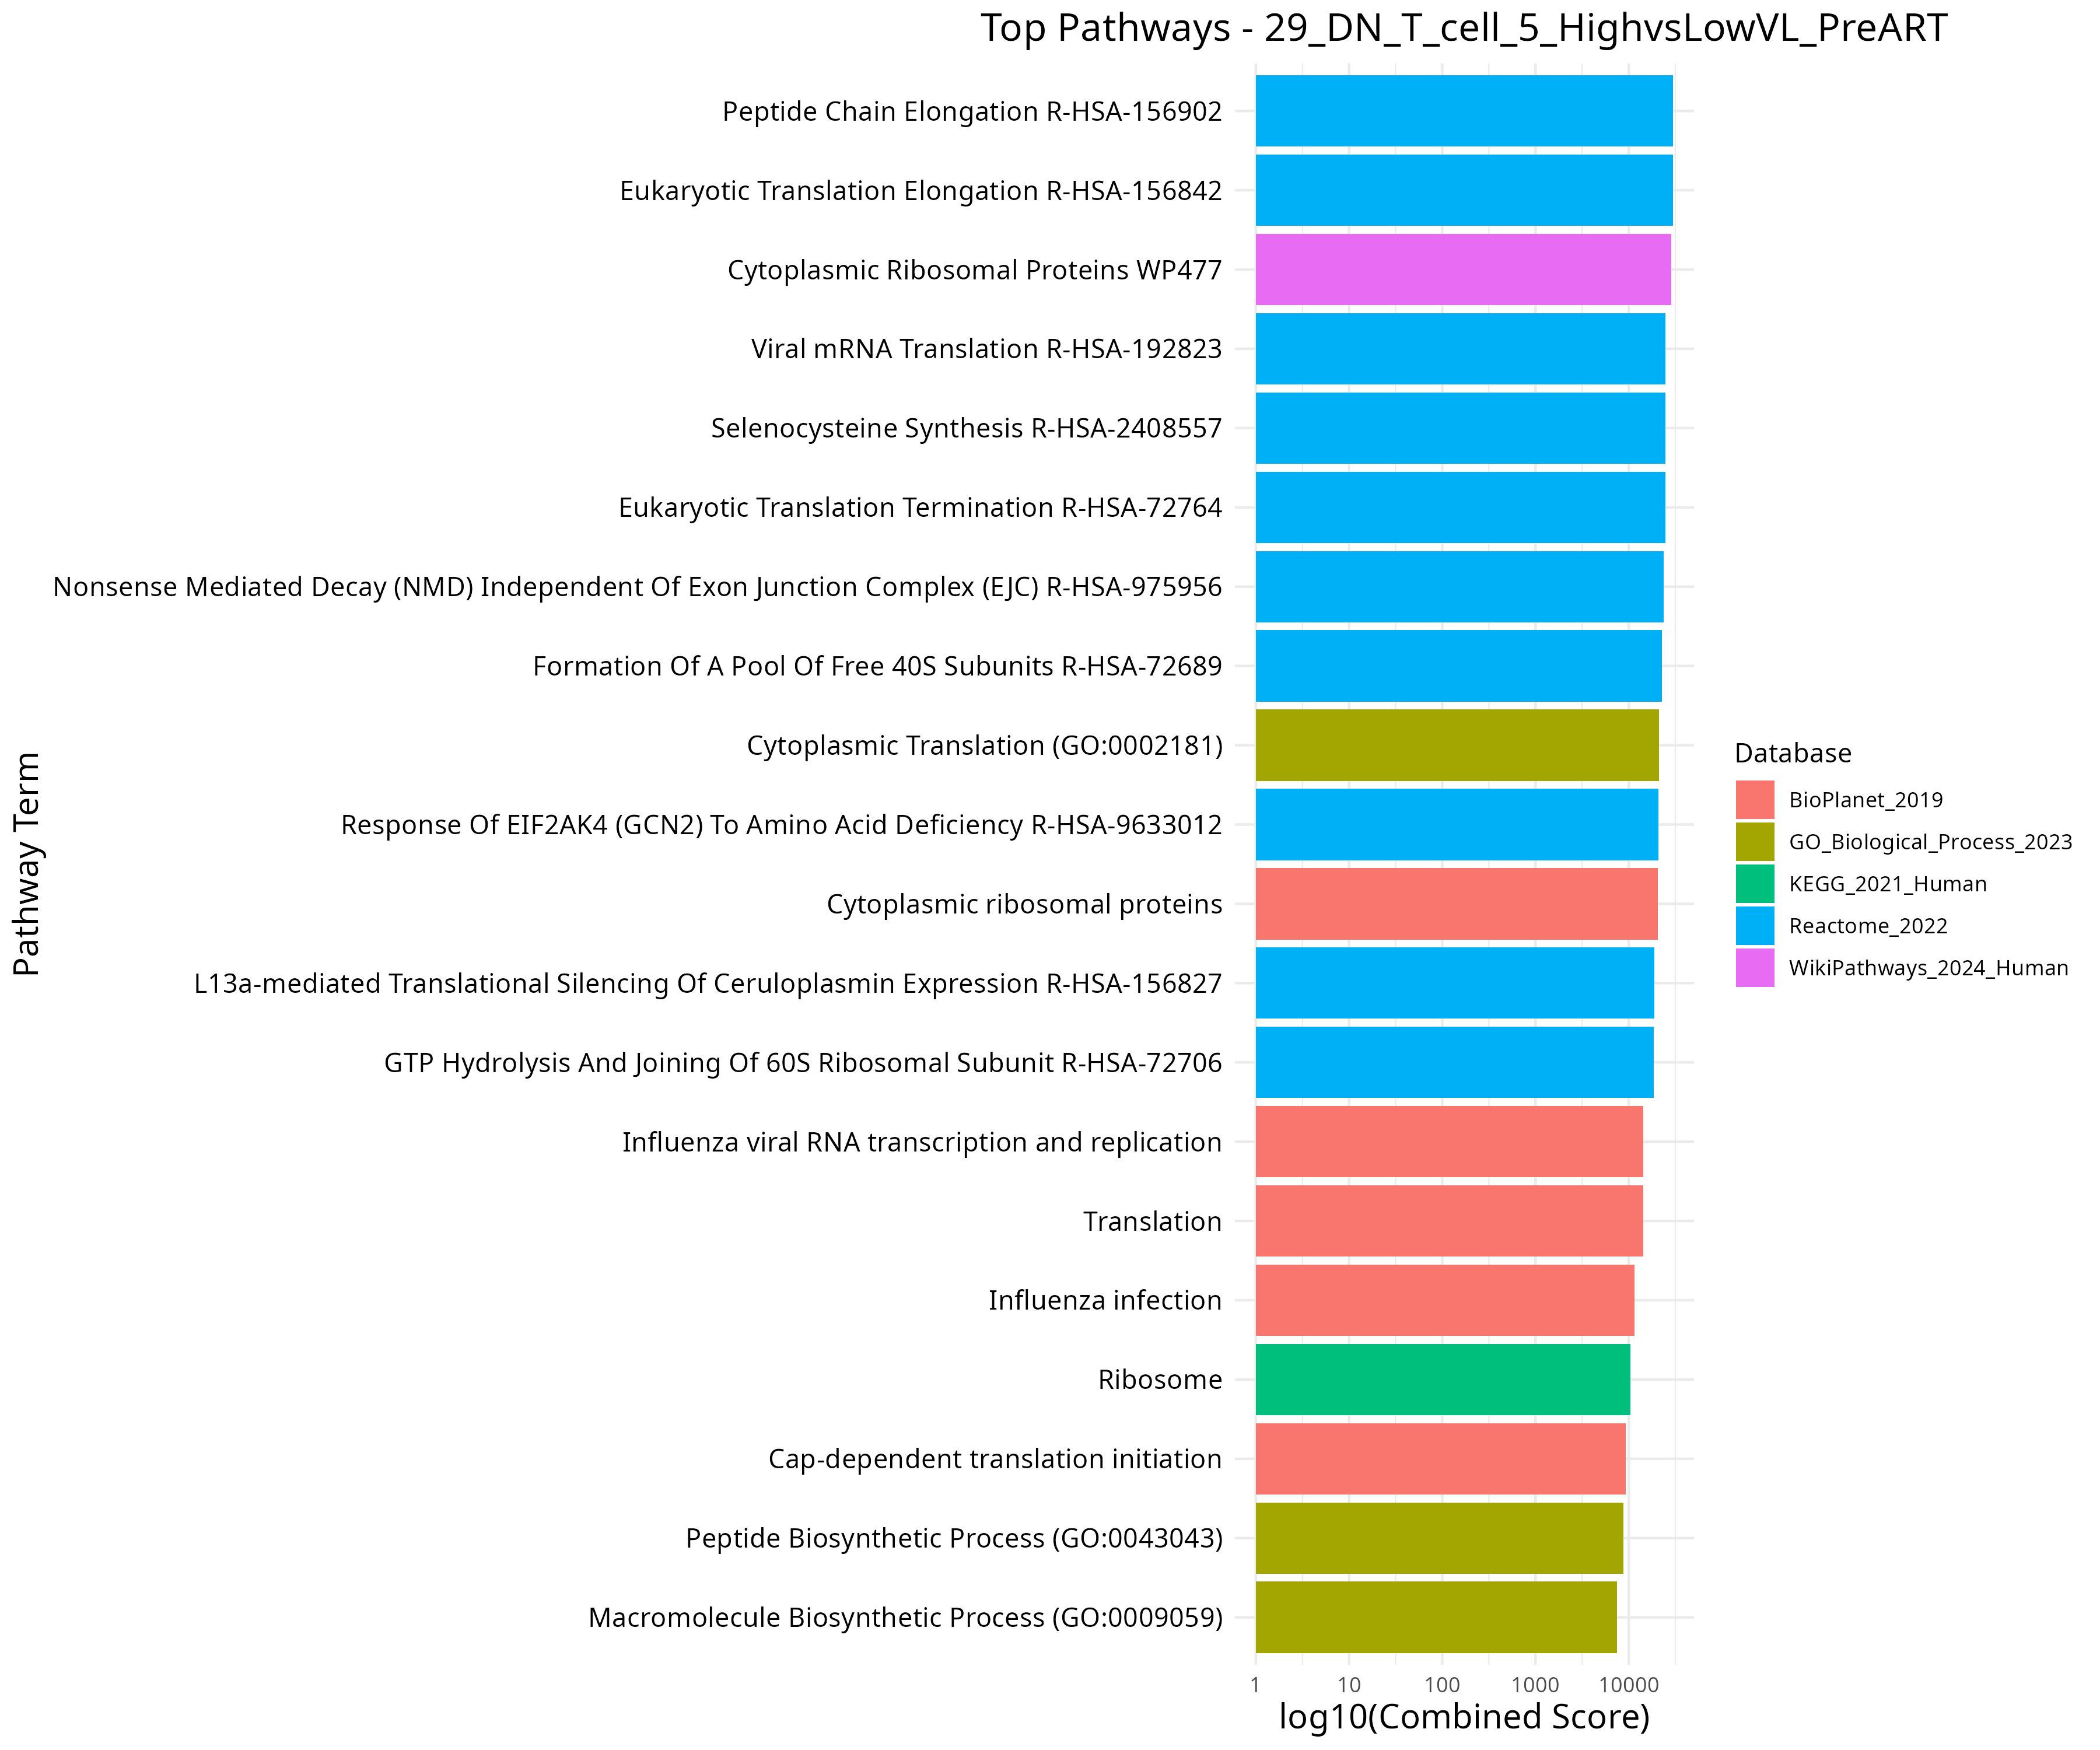 Top Pathways - 29_DN_T_cell_5_HighvsLowVL_PreART
Pathway Term
Peptide Chain Elongation R-HSA-156902
Eukaryotic Translation Elongation R-HSA-156842
Cytoplasmic Ribosomal Proteins WP477
Viral mRNA Translation R-HSA-192823
Selenocysteine Synthesis R-HSA-2408557
Eukaryotic Translation Termination R-HSA-72764
Nonsense Mediated Decay (NMD) Independent Of Exon Junction Complex (EJC) R-HSA-975956
Formation Of A Pool Of Free 40S Subunits R-HSA-72689
Cytoplasmic Translation (GO:0002181)
Response Of EIF2AK4 (GCN2) To Amino Acid Deficiency R-HSA-9633012
Cytoplasmic ribosomal proteins
L13a-mediated Translational Silencing Of Ceruloplasmin Expression R-HSA-156827
GTP Hydrolysis And Joining Of 60S Ribosomal Subunit R-HSA-72706
Influenza viral RNA transcription and replication
Translation
Influenza infection
Ribosome
Cap-dependent translation initiation
Peptide Biosynthetic Process (GO:0043043)
Macromolecule Biosynthetic Process (GO:0009059)
1 10 100 1000 10000
log10(Combined Score)
Database
BioPlanet_2019
GO_Biological_Process_2023
KEGG_2021_Human
Reactome_2022
WikiPathways_2024_Human